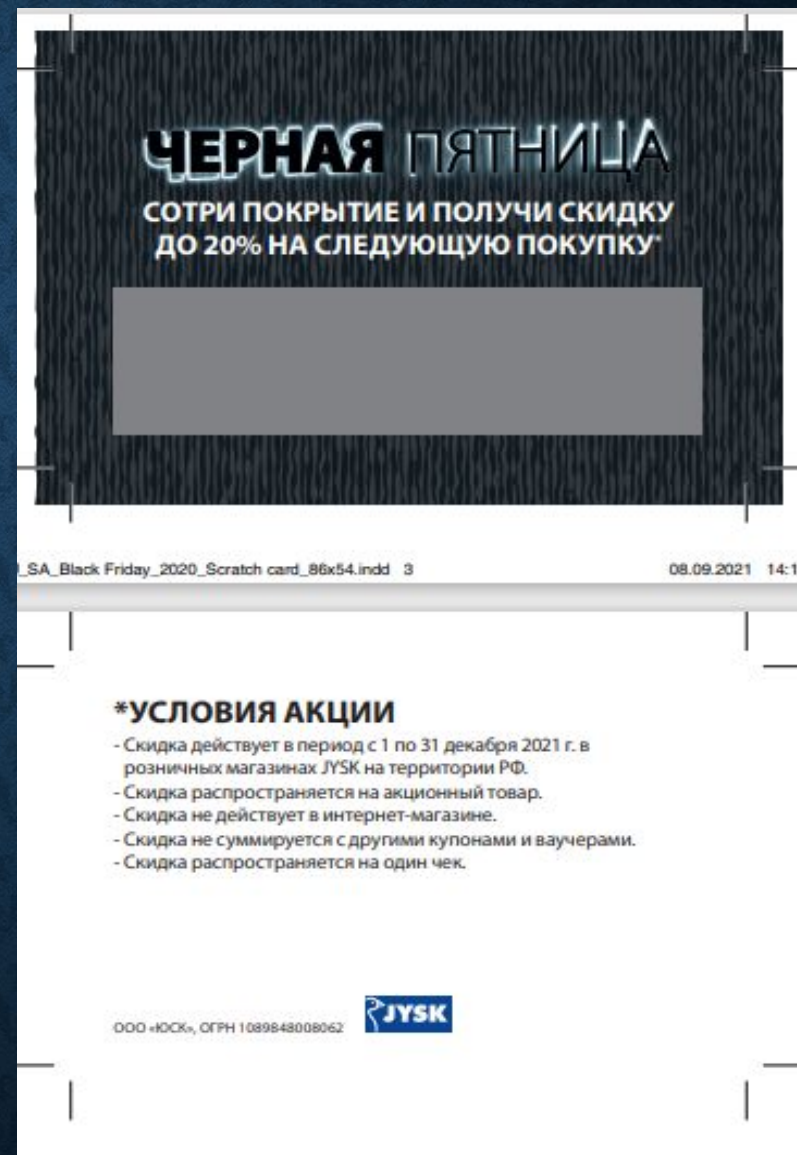 ЧЕРНАЯ ПЯТНИЦА
СОТРИ ПОКРЫТИЕ И ПОЛУЧИ СКИДКУ
ДО 20% НА СЛЕДУЮЩУЮ ПОКУПКУ*
_SA_Black Friday_2020_Scratch card_86x54.indd 3 08.09.2021 14:1
*УСЛОВИЯ АКЦИИ
- Скидка действует в период с 1 по 31 декабря 2021 г. в
розничных магазинах JYSK на территории РФ.
- Скидка распространяется на акционный товар.
- Скидка не действует в интернет-магазине.
- Скидка не суммируется с другими купонами и ваучерами.
- Скидка распространяется на один чек.
ООО «ЮСК», ОГРН 1089848008062 JYSK